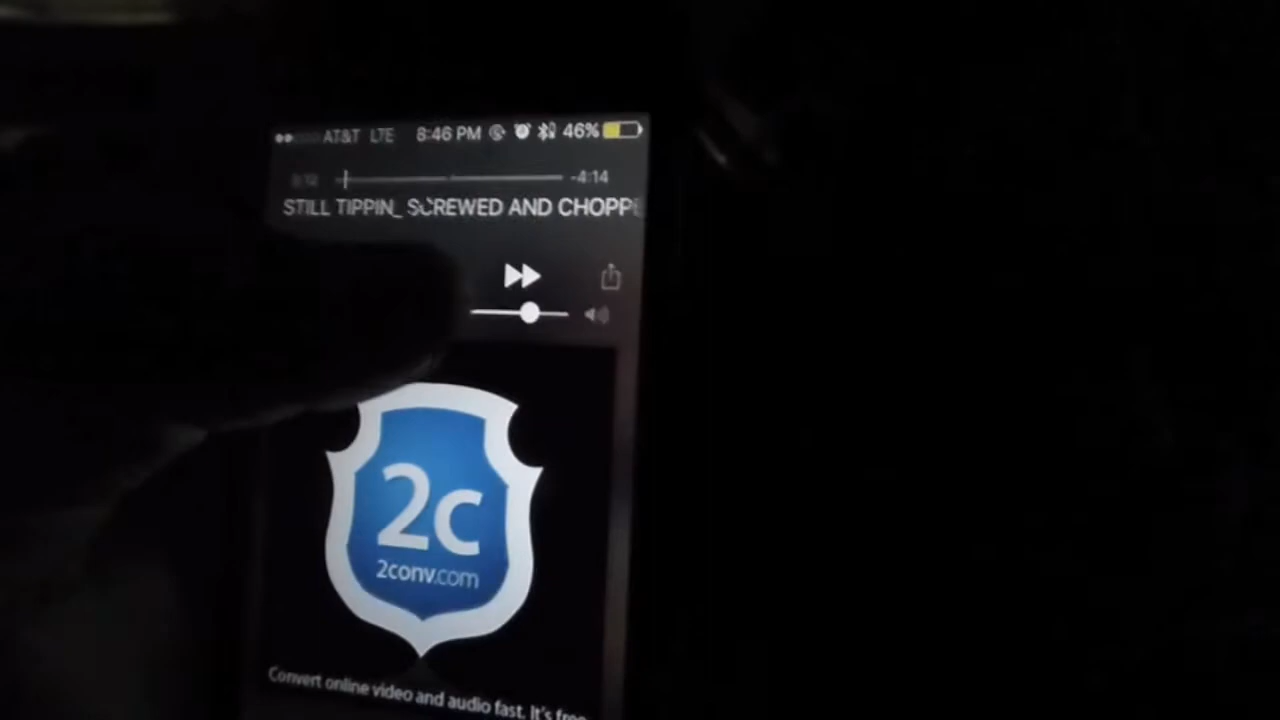 AT&T LTE 8:46 PM 46%
-4:14
STILL TIPPIN_ SCREWED AND CHOPP
2c
2conv.com
Convert online video and audio fast. It's free